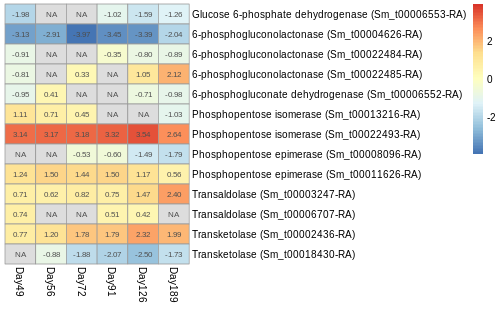 -1.98 NA NA -1.02 -1.59 -1.26 Glucose 6-phosphate dehydrogenase (Sm_t00006553-RA)
-3.13 -2.91 -3.97 -3.45 -3.39 -2.04 6-phosphogluconolactonase (Sm_t00004626-RA)
-0.91 NA NA -0.35 -0.80 -0.89 6-phosphogluconolactonase (Sm_t00022484-RA)
-0.81 NA 0.33 NA 1.05 2.12 6-phosphogluconolactonase (Sm_t00022485-RA)
-0.95 0.41 NA NA -0.71 -0.98 6-phosphogluconate dehydrogenase (Sm_t00006552-RA)
1.11 0.71 0.45 NA NA -1.03 Phosphopentose isomerase (Sm_t00013216-RA)
3.14 3.17 3.18 3.32 3.54 2.64 Phosphopentose isomerase (Sm_t00022493-RA)
NA NA -0.53 -0.60 -1.49 -1.79 Phosphopentose epimerase (Sm_t00008096-RA)
1.24 1.50 1.44 1.50 1.17 0.56 Phosphopentose epimerase (Sm_t00011626-RA)
0.71 0.62 0.82 0.75 1.47 2.40 Transaldolase (Sm_t00003247-RA)
0.74 NA NA 0.51 0.42 NA Transaldolase (Sm_t00006707-RA)
0.77 1.20 1.78 1.79 2.32 1.99 Transketolase (Sm_t00002436-RA)
NA -0.88 -1.88 -2.07 -2.50 -1.73 Transketolase (Sm_t00018430-RA)
Day49 Day56 Day72 Day91 Day126 Day189
2
0
-2